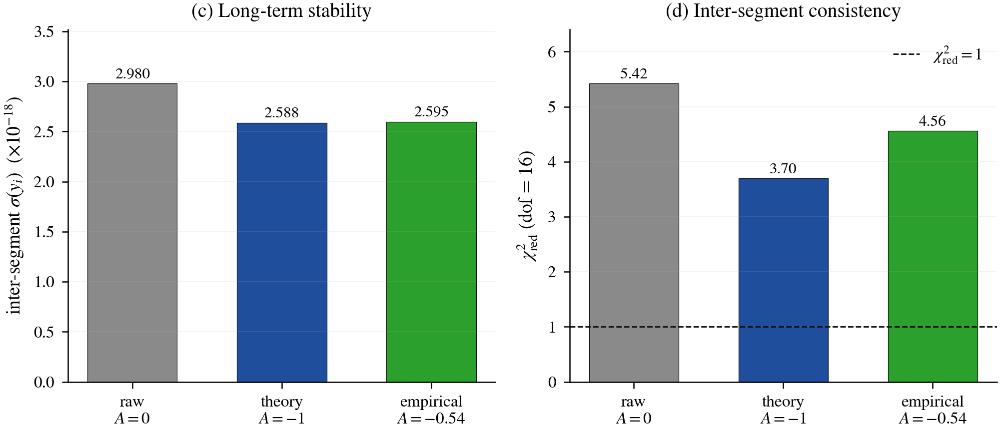 (c) Long-term stability
inter-segment σ(yᵢ) (×10⁻¹⁸)
3.5
3.0
2.5
2.0
1.5
1.0
0.5
0.0
2.980
2.588
2.595
raw
A = 0
theory
A = −1
empirical
A = −0.54
(d) Inter-segment consistency
χ²_red (dof = 16)
6
5
4
3
2
1
0
χ²_red = 1
5.42
3.70
4.56
raw
A = 0
theory
A = −1
empirical
A = −0.54